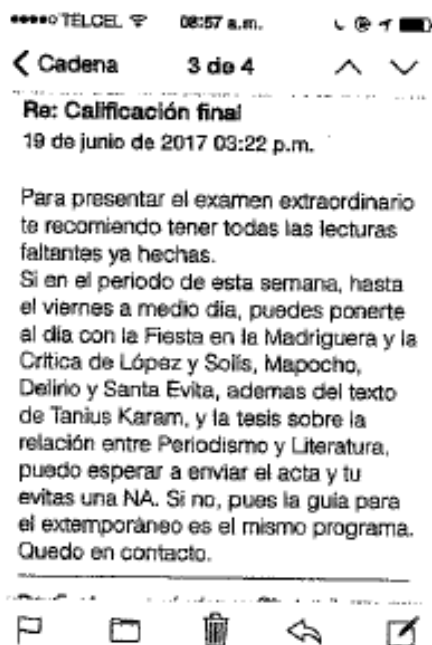 TELCEL 08:57 a.m.
Cadena 3 de 4
Re: Calificación final
19 de junio de 2017 03:22 p.m.
Para presentar el examen extraordinario
te recomiendo tener todas las lecturas
faltantes ya hechas.
Si en el periodo de esta semana, hasta
el viernes a medio día, puedes ponerte
al día con la Fiesta en la Madriguera y la
Crítica de López y Solís, Mapocho,
Delirio y Santa Evita, ademas del texto
de Tanius Karam, y la tesis sobre la
relación entre Periodismo y Literatura,
puedo esperar a enviar el acta y tu
evitas una NA. Si no, pues la guia para
el extemporáneo es el mismo programa.
Quedo en contacto.